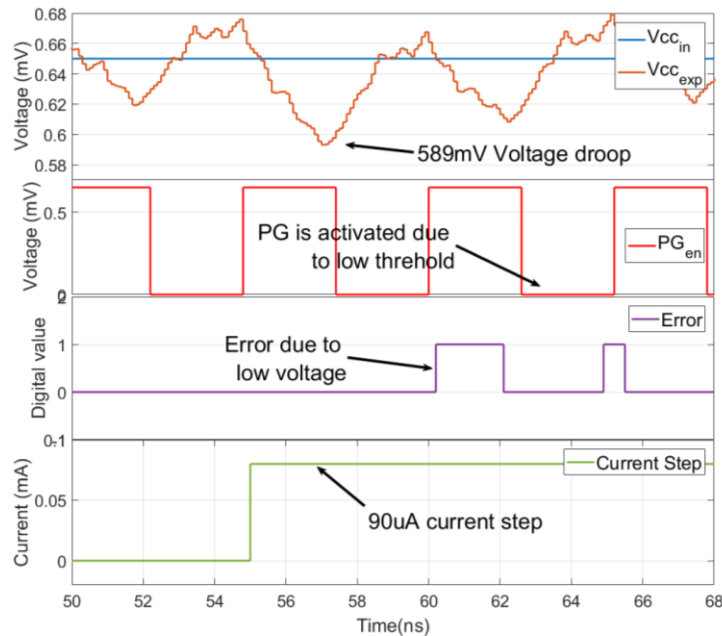 0.68
0.66
0.64
0.62
0.6
0.58
Voltage (mV)
Vcc_in
Vcc_exp
589mV Voltage droop
0.5
0
Voltage (mV)
PG is activated due
to low threhold
PG_en
2
1
0
Digital value
Error
Error due to
low voltage
0.1
0.05
0
Current (mA)
Current Step
90uA current step
50 52 54 56 58 60 62 64 66 68
Time(ns)